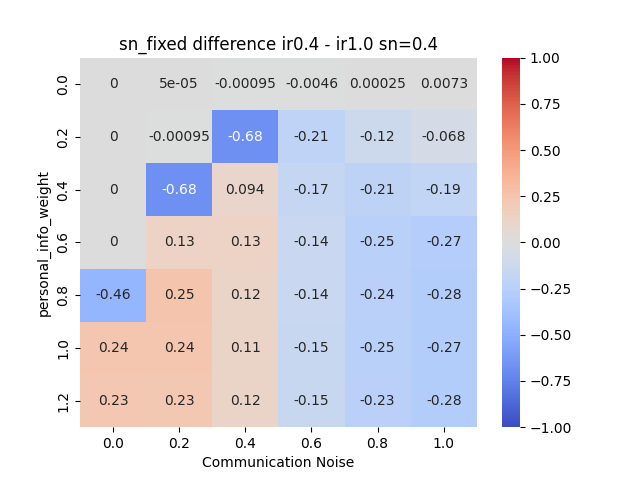 sn_fixed difference ir0.4 - ir1.0 sn=0.4
personal_info_weight
0.0 0 5e-05 -0.00095 -0.0046 0.00025 0.0073
0.2 0 -0.00095 -0.68 -0.21 -0.12 -0.068
0.4 0 -0.68 0.094 -0.17 -0.21 -0.19
0.6 0 0.13 0.13 -0.14 -0.25 -0.27
0.8 -0.46 0.25 0.12 -0.14 -0.24 -0.28
1.0 0.24 0.24 0.11 -0.15 -0.25 -0.27
1.2 0.23 0.23 0.12 -0.15 -0.23 -0.28
0.0 0.2 0.4 0.6 0.8 1.0
Communication Noise
1.00
0.75
0.50
0.25
0.00
−0.25
−0.50
−0.75
−1.00